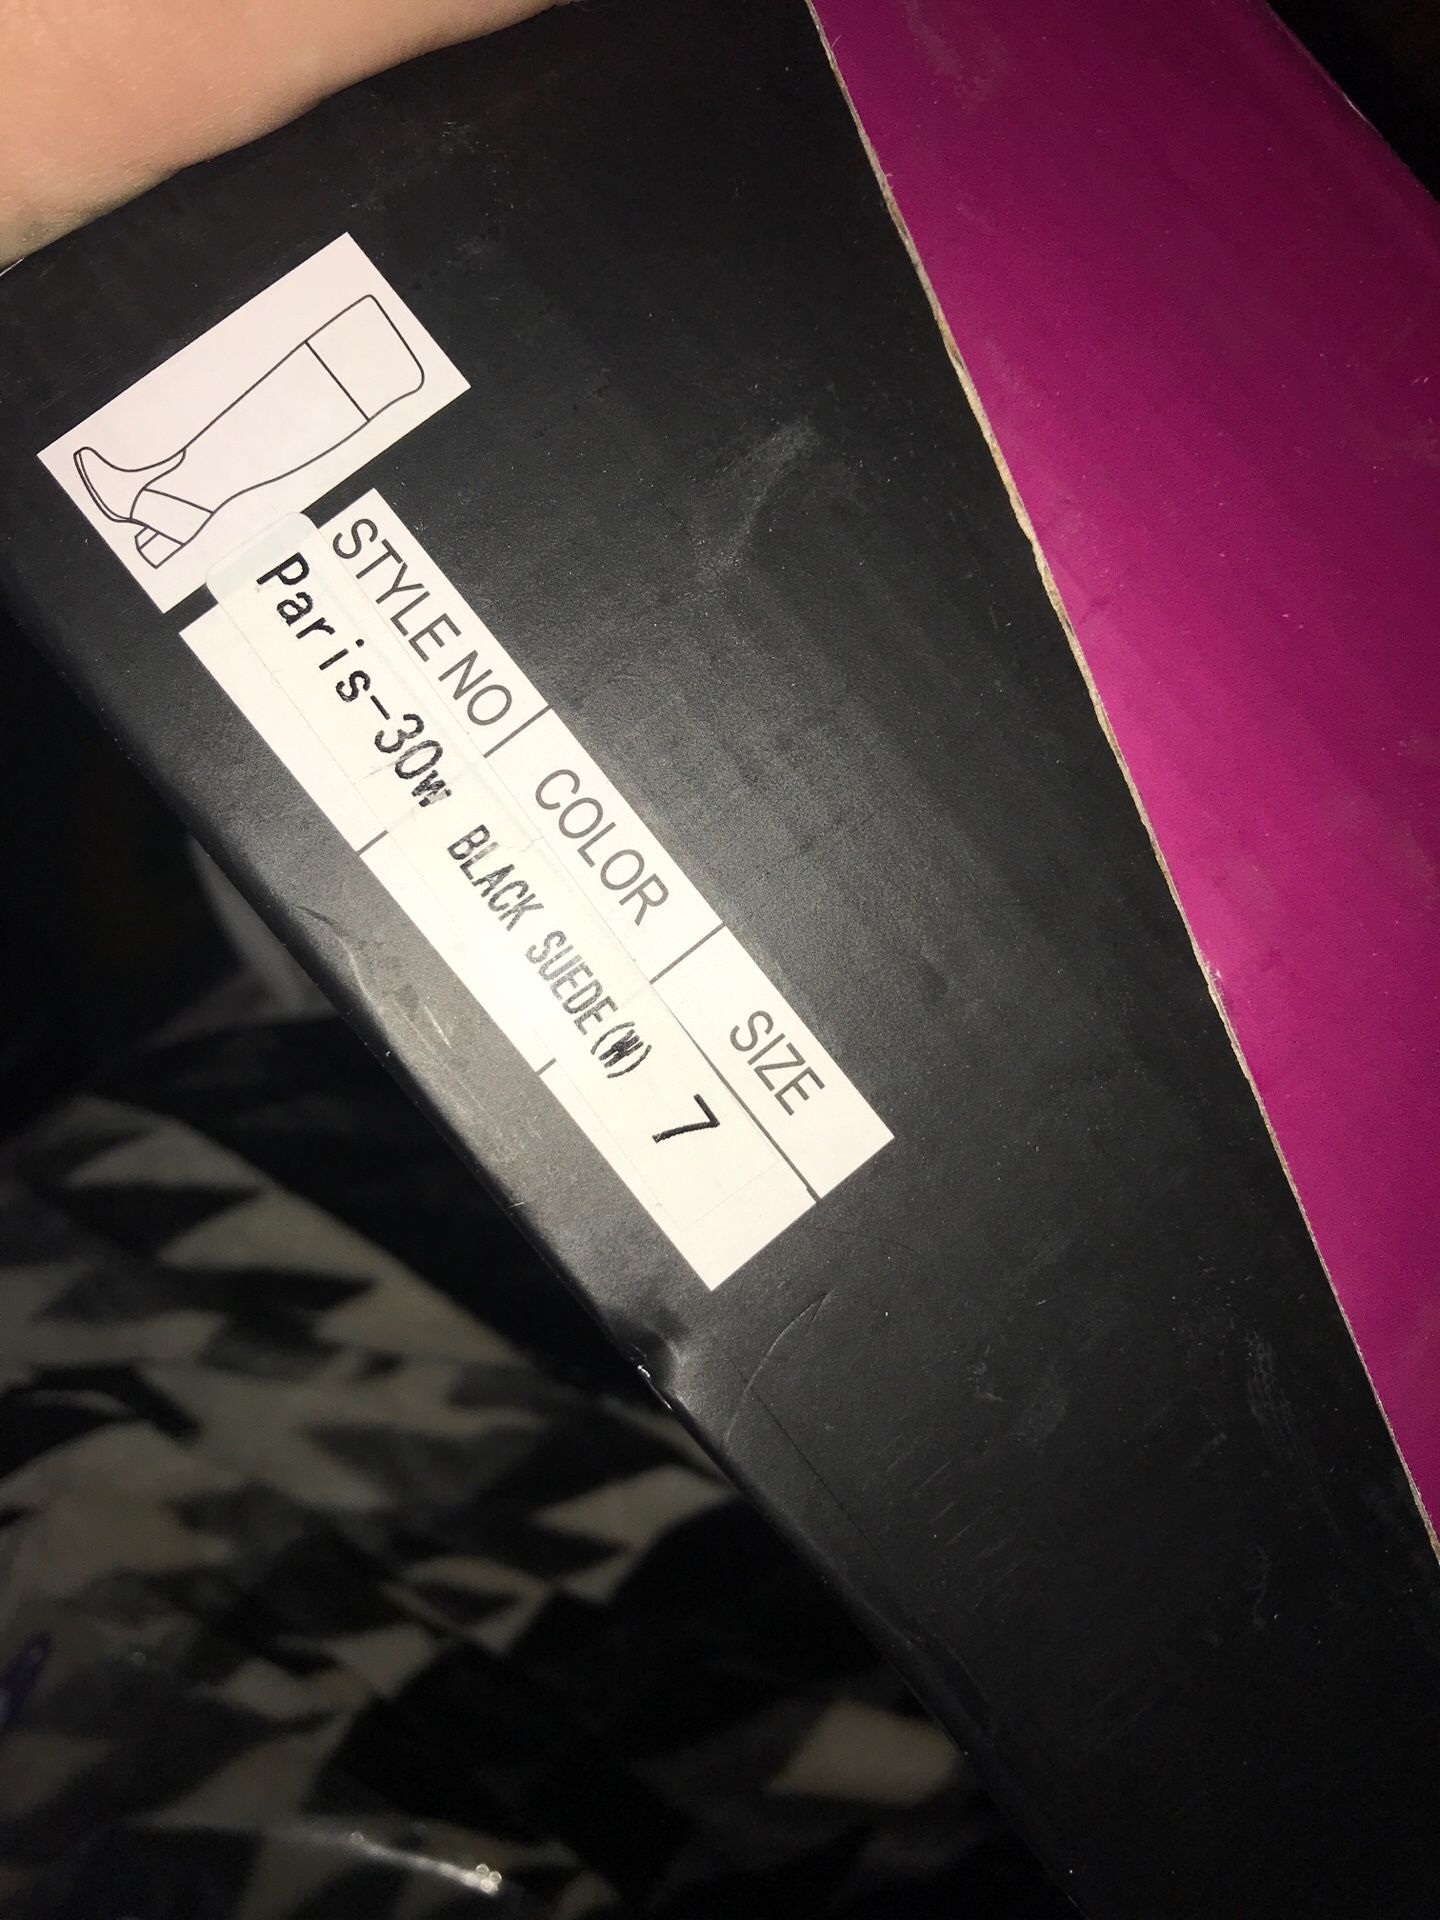 STYLE NO COLOR SIZE
Paris-30w BLACK SUEDE(W) 7